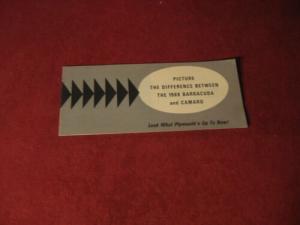 PICTURE
THE DIFFERENCE BETWEEN
THE 1968 BARRACUDA
and CAMARO
Look What Plymouth's Up To Now!